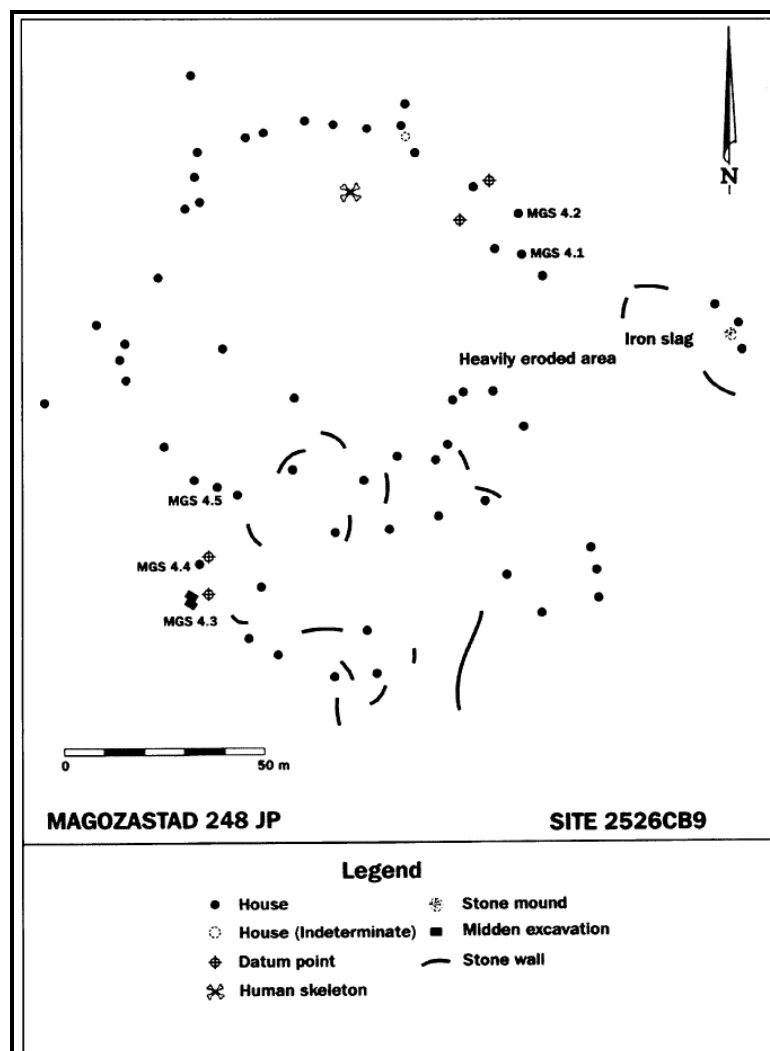 N
MGS 4.2
MGS 4.1
Iron slag
Heavily eroded area
MGS 4.5
MGS 4.4
MGS 4.3
0 50 m
MAGOZASTAD 248 JP SITE 2526CB9
Legend
House
Stone mound
House (Indeterminate)
Midden excavation
Datum point
Stone wall
Human skeleton